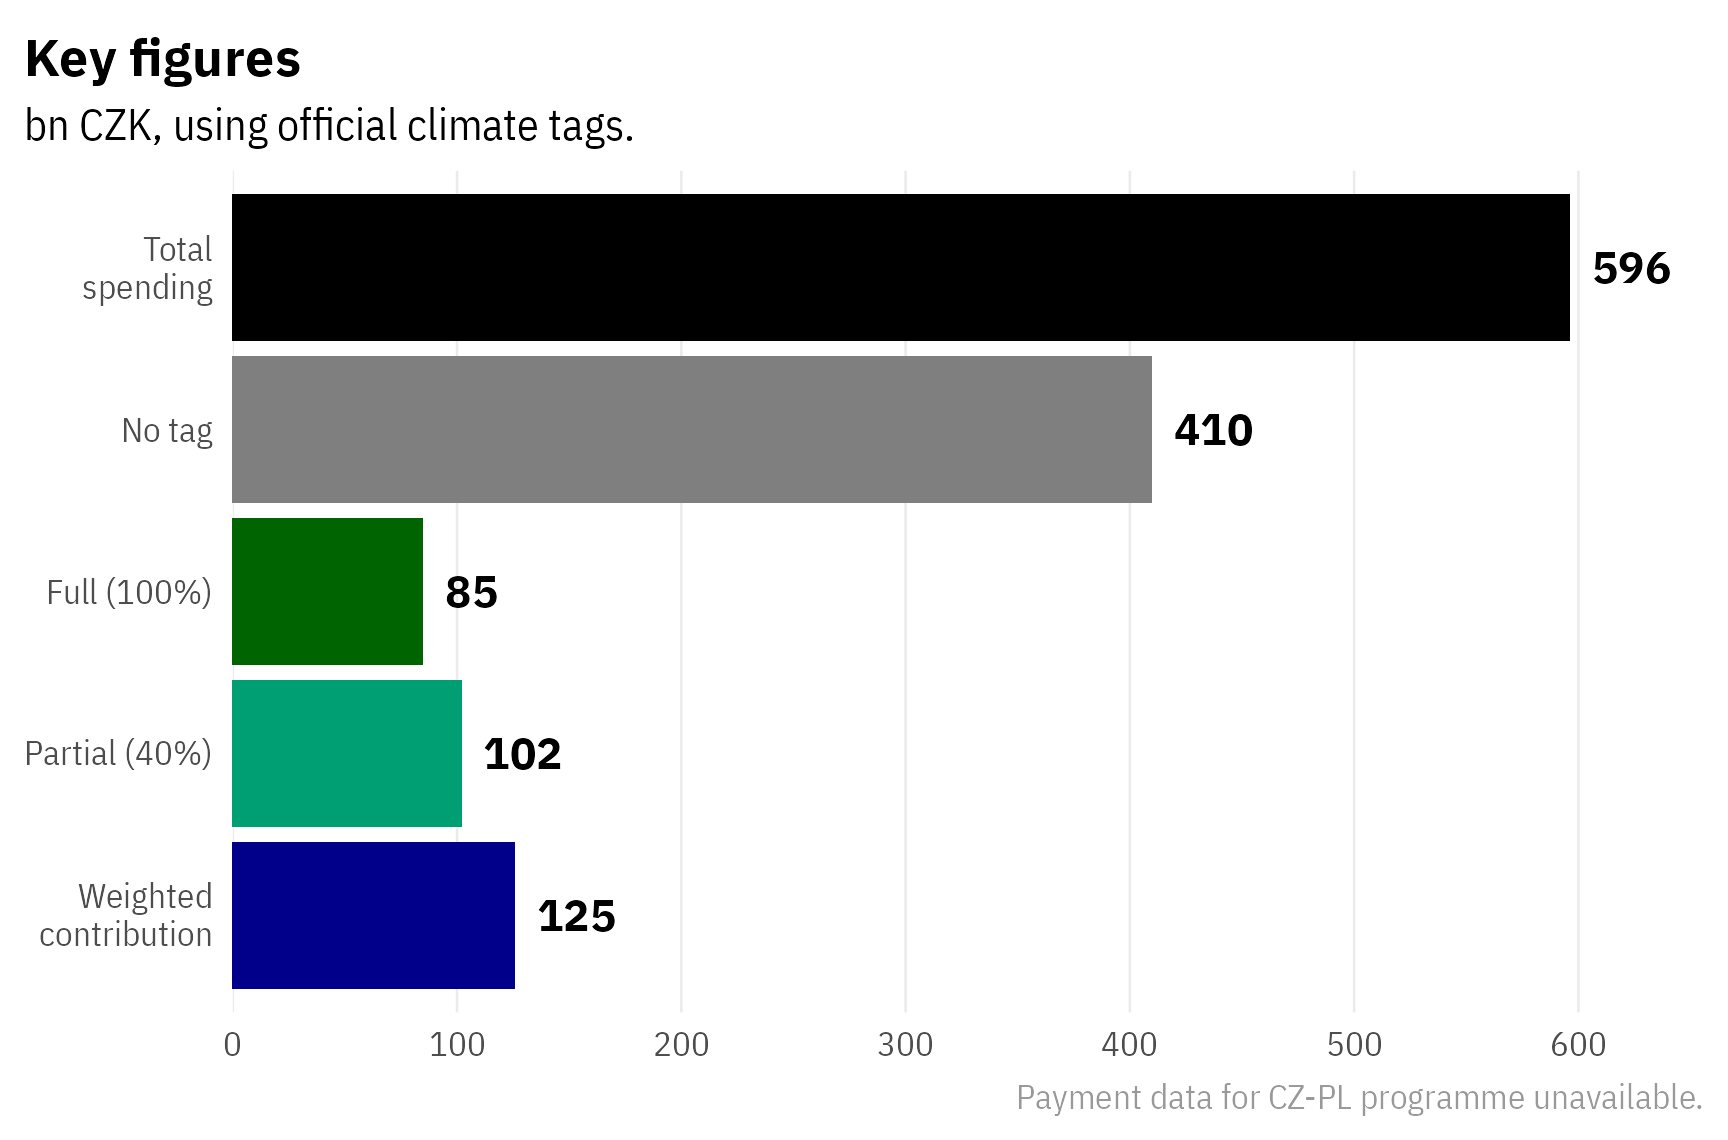 Key figures
bn CZK, using official climate tags.
Total
spending
596
No tag
410
Full (100%)
85
Partial (40%)
102
Weighted
contribution
125
0 100 200 300 400 500 600
Payment data for CZ-PL programme unavailable.